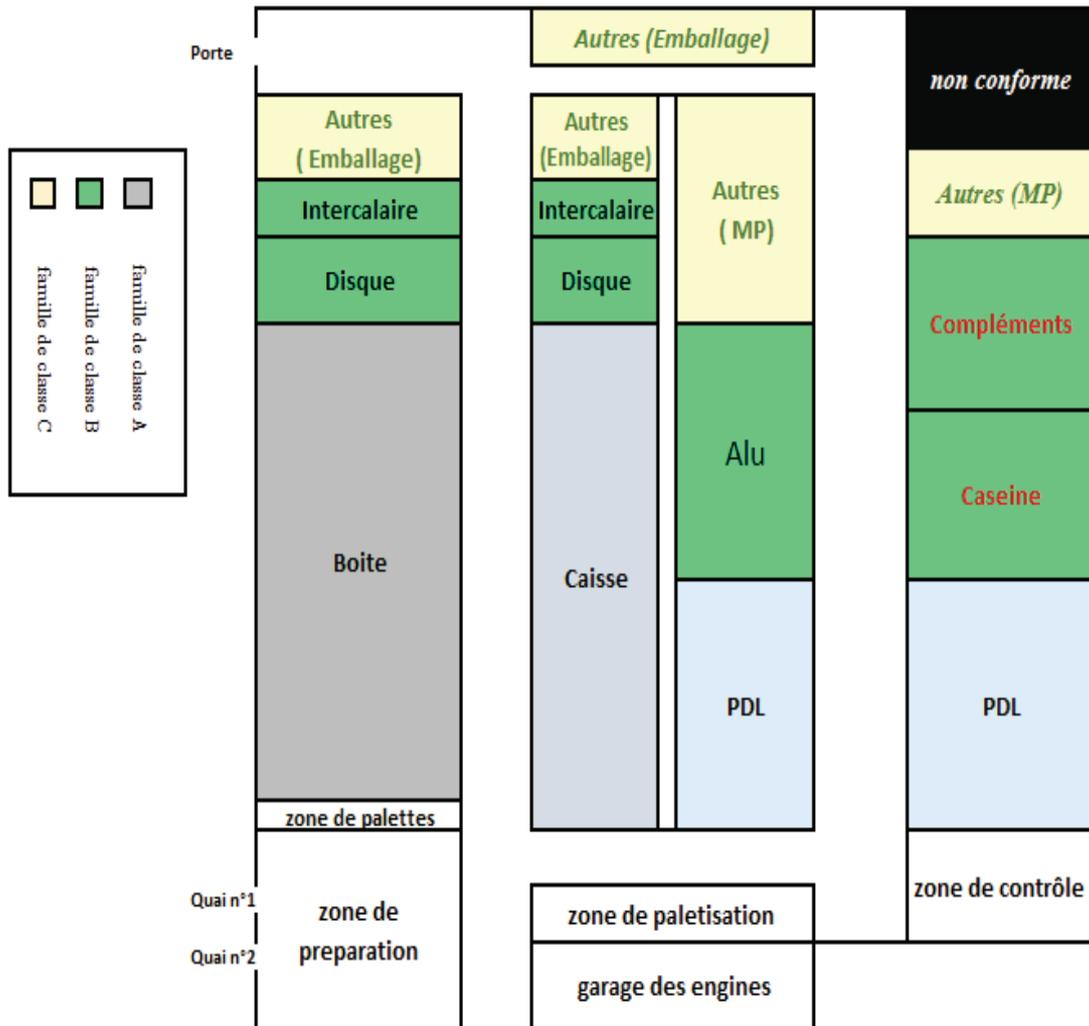 Porte
Autres (Emballage)
non conforme
Autres
( Emballage)
Autres
(Emballage)
Autres
( MP)
Autres (MP)
Intercalaire
Intercalaire
Disque
Disque
Compléments
famille de classe A
famille de classe B
famille de classe C
Alu
Caseine
Boite
Caisse
PDL
PDL
zone de palettes
Quai n°1
zone de
preparation
zone de paletisation
zone de contrôle
Quai n°2
garage des engines